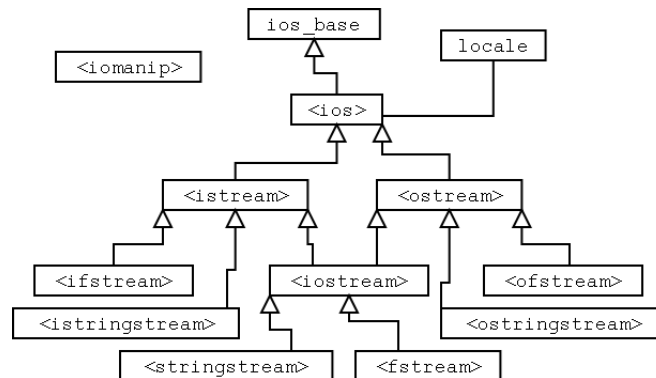 ios_base
locale
<iomanip>
<ios>
<istream>
<ostream>
<ifstream>
<iostream>
<ofstream>
<istringstream>
<ostringstream>
<stringstream>
<fstream>